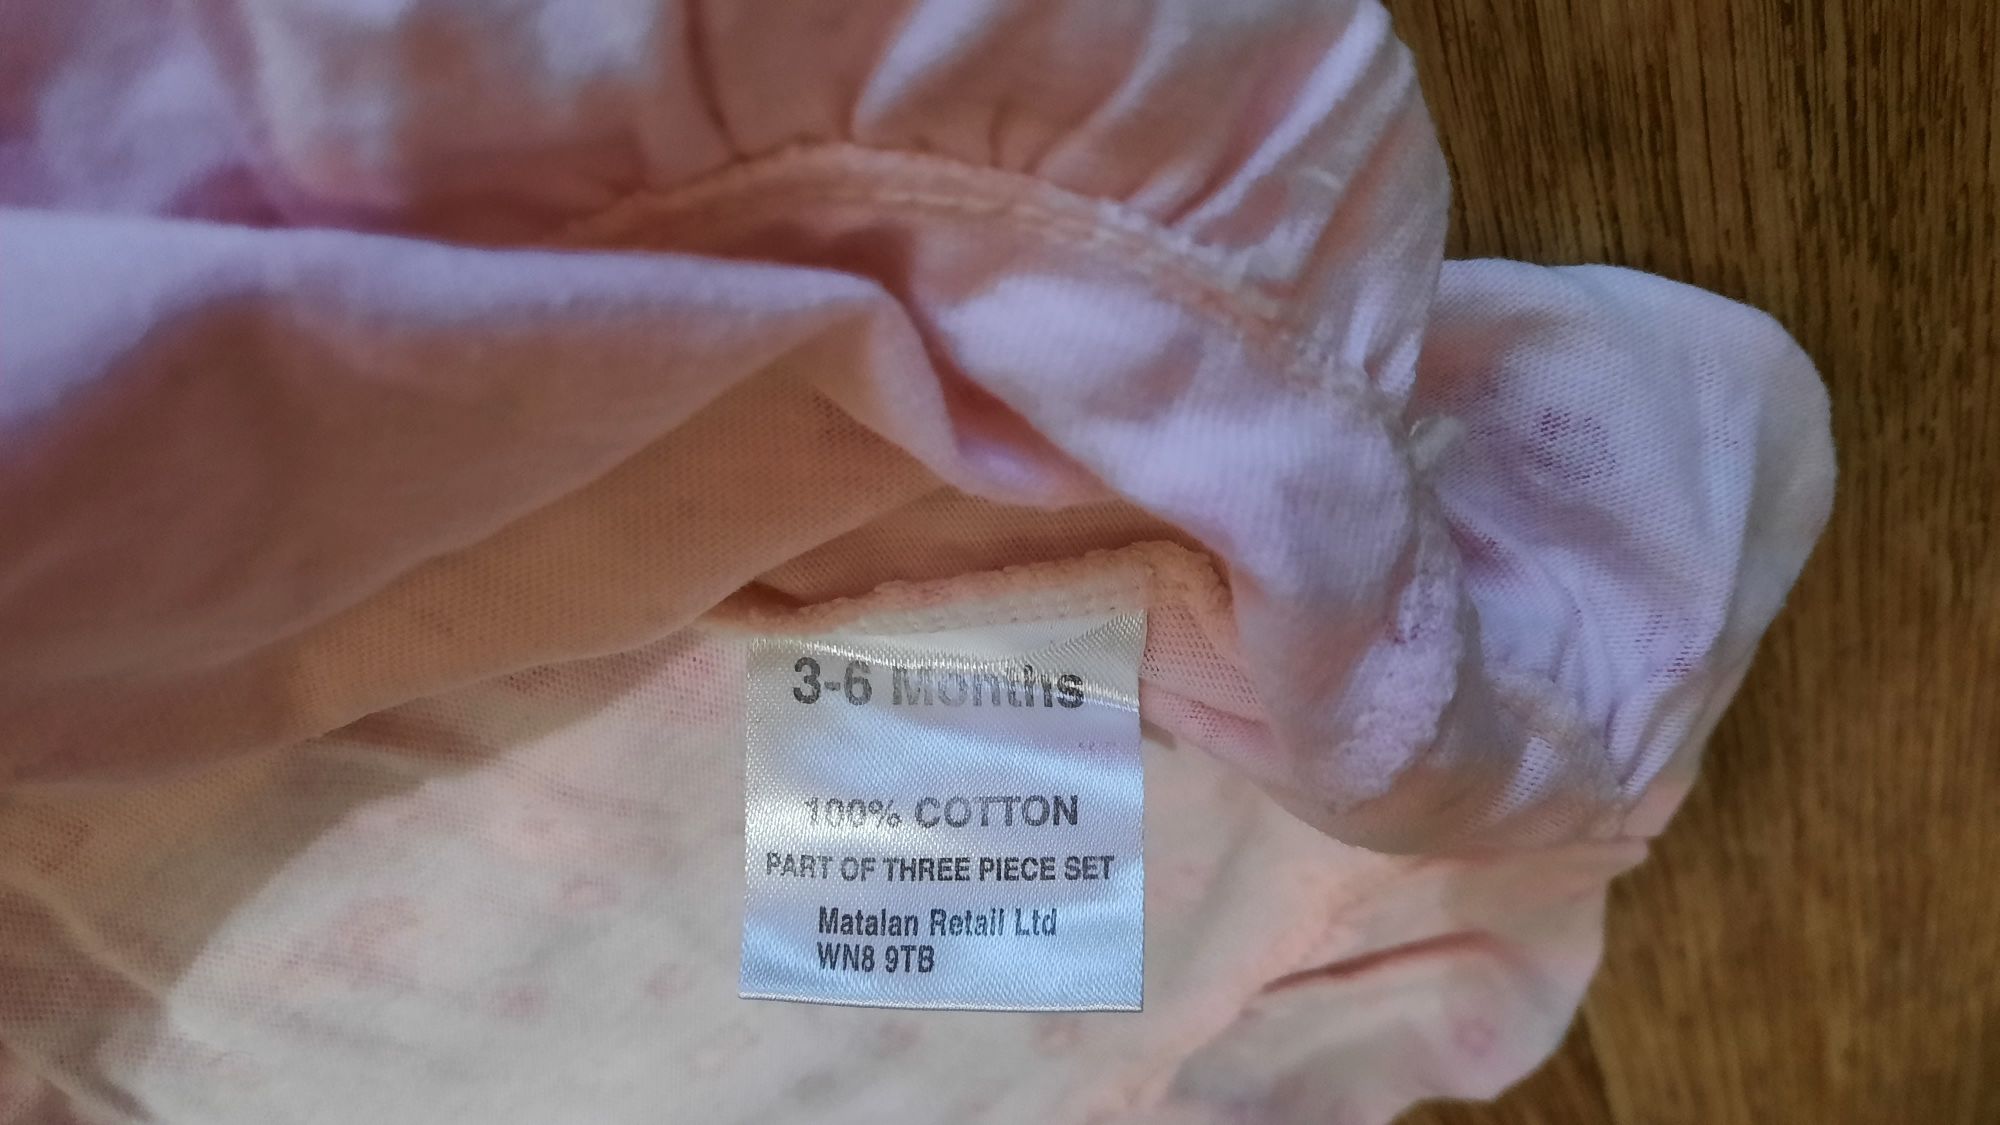 3-6 Months
100% COTTON
PART OF THREE PIECE SET
Matalan Retail Ltd
WN8 9TB